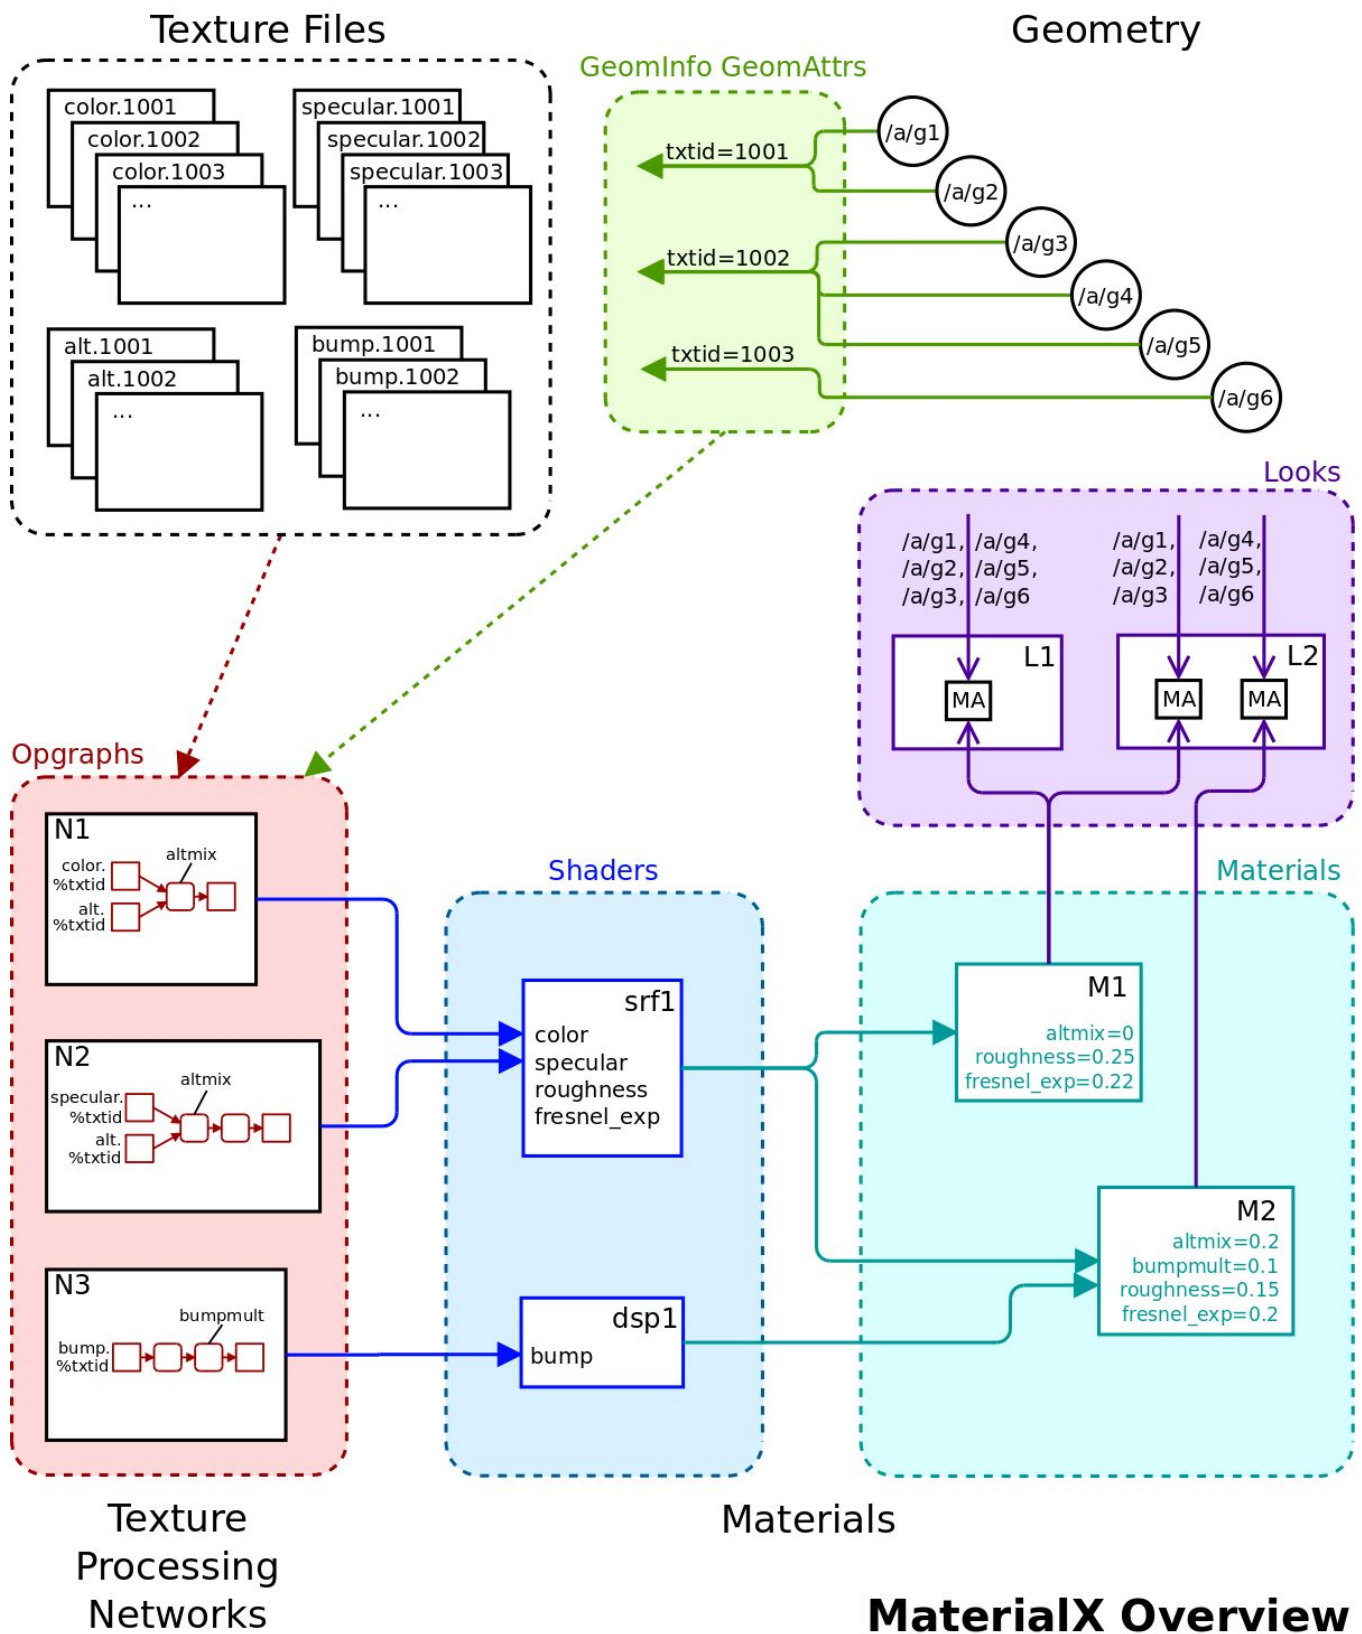 Texture Files
Geometry
GeomInfo GeomAttrs
color.1001
color.1002
color.1003
...
specular.1001
specular.1002
specular.1003
...
alt.1001
alt.1002
...
bump.1001
bump.1002
...
txtid=1001
txtid=1002
txtid=1003
/a/g1
/a/g2
/a/g3
/a/g4
/a/g5
/a/g6
Looks
/a/g1, /a/g4,
/a/g2, /a/g5,
/a/g3, /a/g6
L1
MA
/a/g1,
/a/g2,
/a/g3
/a/g4,
/a/g5,
/a/g6
L2
MA
MA
Opgraphs
N1
altmix
color.
%txtid
alt.
%txtid
N2
altmix
specular.
%txtid
alt.
%txtid
N3
bumpmult
bump.
%txtid
Shaders
srf1
color
specular
roughness
fresnel_exp
dsp1
bump
Materials
M1
altmix=0
roughness=0.25
fresnel_exp=0.22
M2
altmix=0.2
bumpmult=0.1
roughness=0.15
fresnel_exp=0.2
Texture
Processing
Networks
Materials
MaterialX Overview